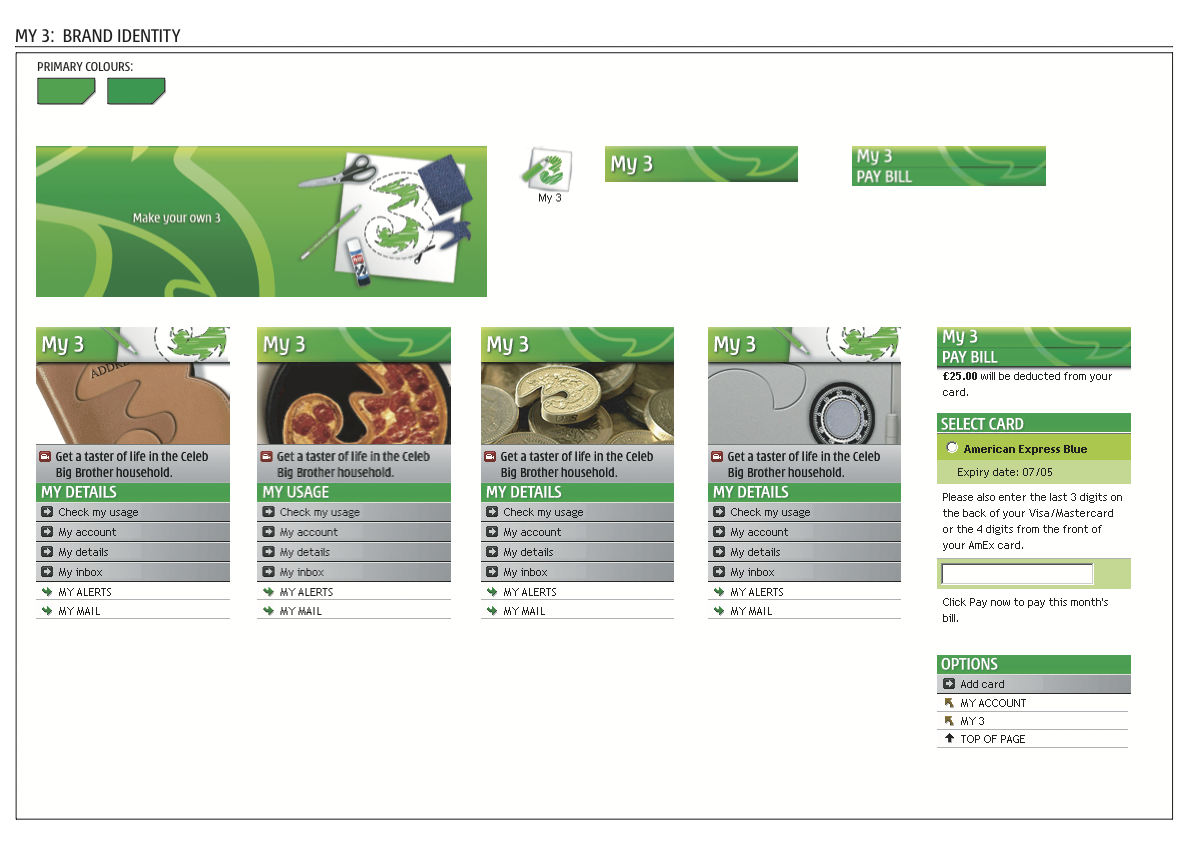 MY 3: BRAND IDENTITY
PRIMARY COLOURS:
Make your own 3
My 3
My 3
My 3
PAY BILL
My 3
ADDRE
Get a taster of life in the Celeb
Big Brother household.
MY DETAILS
Check my usage
My account
My details
My inbox
MY ALERTS
MY MAIL
My 3
Get a taster of life in the Celeb
Big Brother household.
MY USAGE
Check my usage
My account
My details
My inbox
MY ALERTS
MY MAIL
My 3
Get a taster of life in the Celeb
Big Brother household.
MY DETAILS
Check my usage
My account
My details
My inbox
MY ALERTS
MY MAIL
My 3
Get a taster of life in the Celeb
Big Brother household.
MY DETAILS
Check my usage
My account
My details
My inbox
MY ALERTS
MY MAIL
My 3
PAY BILL
£25.00 will be deducted from your
card.
SELECT CARD
American Express Blue
Expiry date: 07/05
Please also enter the last 3 digits on
the back of your Visa/Mastercard
or the 4 digits from the front of
your AmEx card.
Click Pay now to pay this month's
bill.
OPTIONS
Add card
MY ACCOUNT
MY 3
TOP OF PAGE